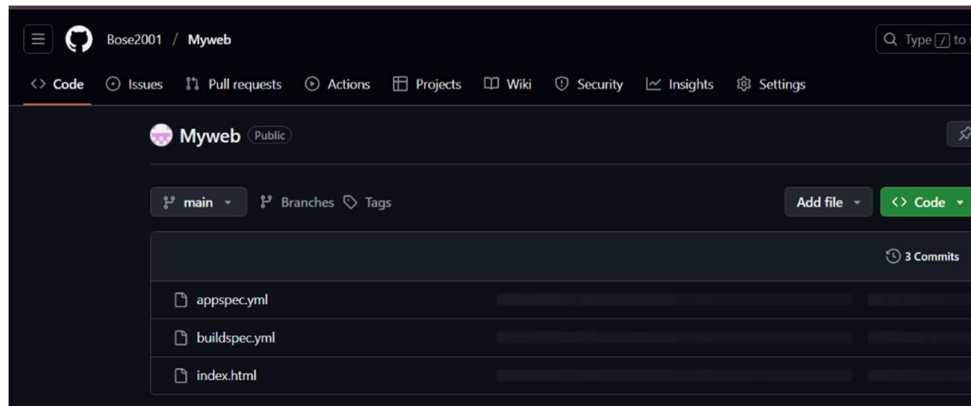 Bose2001 / Myweb
Type / to
Code Issues Pull requests Actions Projects Wiki Security Insights Settings
Myweb Public
main Branches Tags Add file Code
3 Commits
appspec.yml
buildspec.yml
index.html